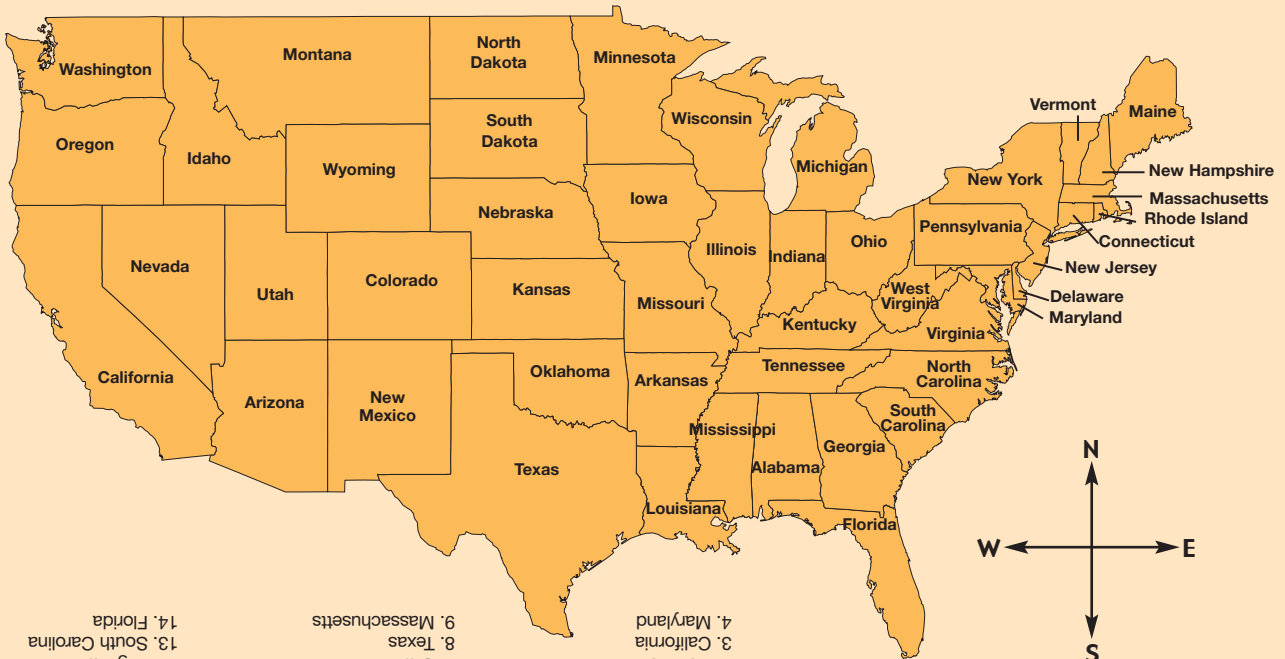 Washington
Montana
North
Dakota
Minnesota
Oregon
Idaho
Wyoming
South
Dakota
Wisconsin
Michigan
Vermont
Maine
New York
New Hampshire
Massachusetts
Rhode Island
Connecticut
New Jersey
Delaware
Maryland
Nevada
Utah
Colorado
Nebraska
Kansas
Iowa
Missouri
Illinois
Indiana
Ohio
Pennsylvania
West
Virginia
Virginia
Kentucky
California
Arizona
New
Mexico
Oklahoma
Texas
Arkansas
Louisiana
Tennessee
Mississippi
Alabama
Georgia
North
Carolina
South
Carolina
Florida
N
W
E
S
3. California
4. Maryland
8. Texas
9. Massachusetts
13. South Carolina
14. Florida